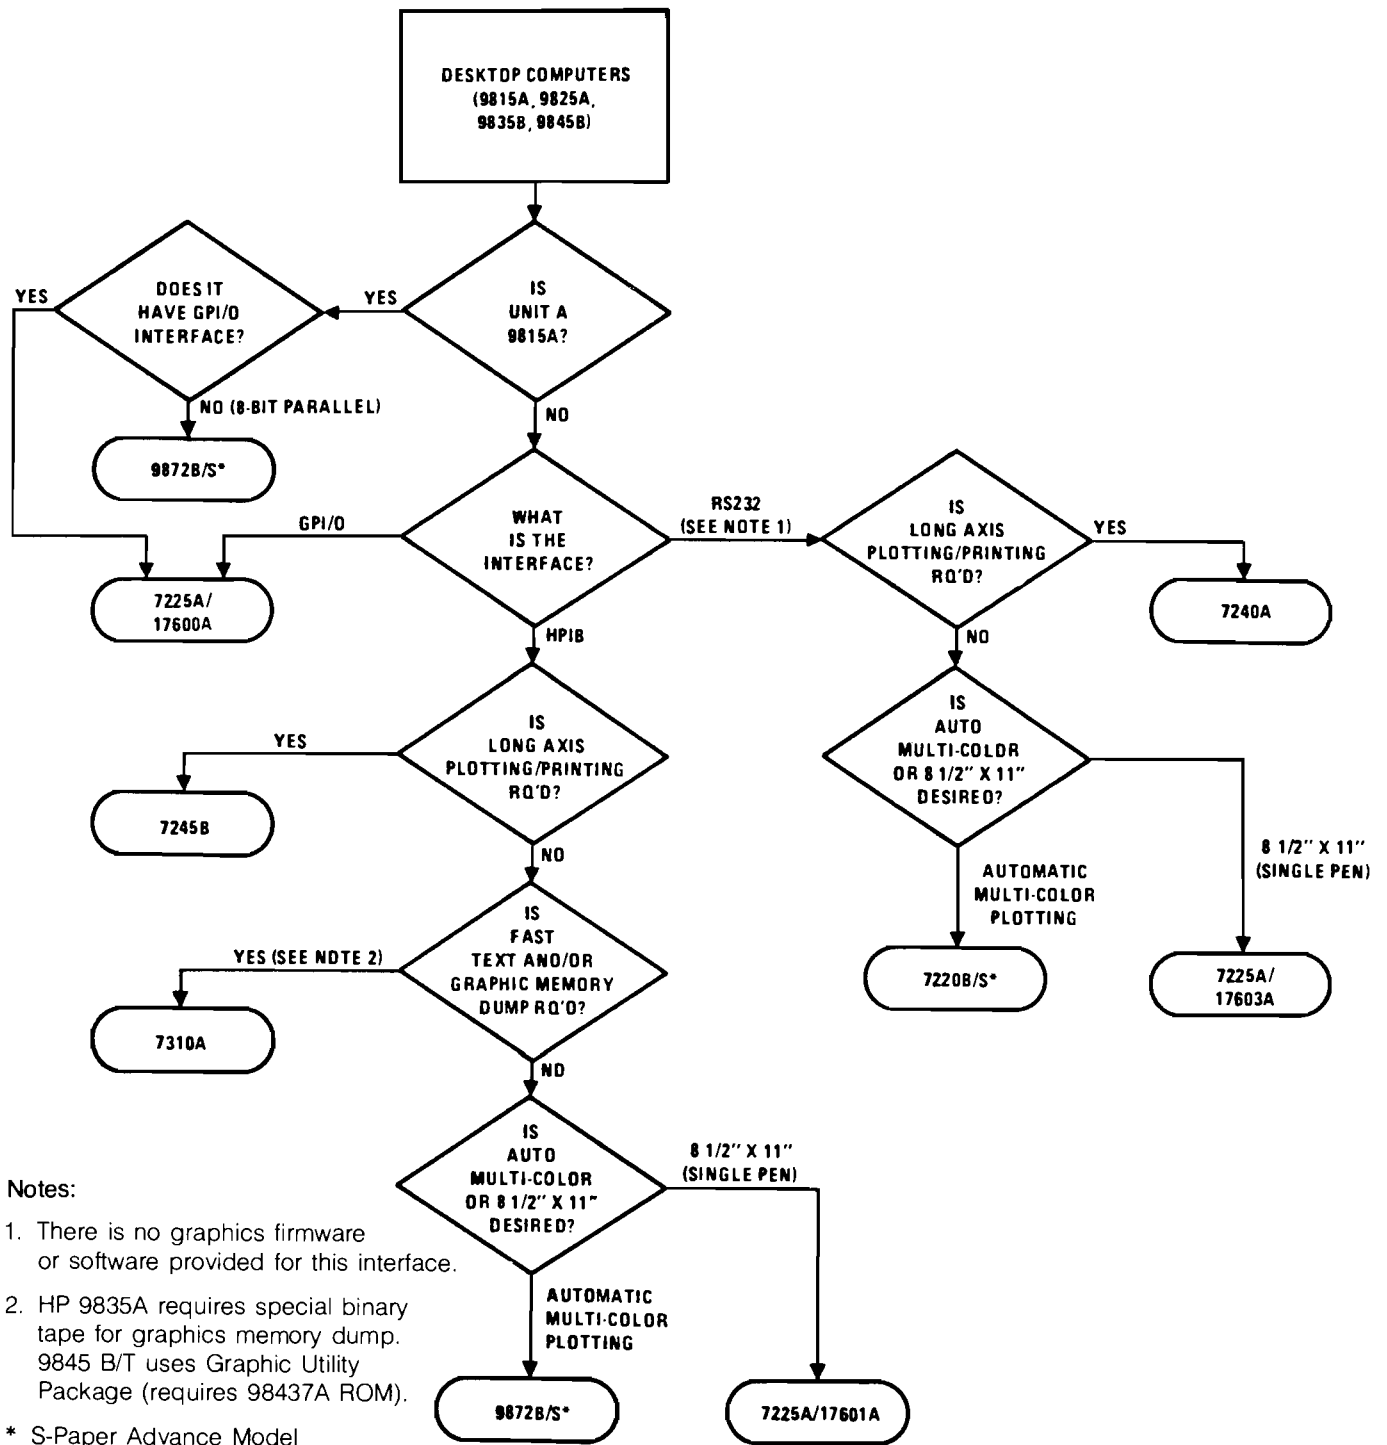 DESKTOP COMPUTERS
(9815A, 9825A,
9835B, 9845B)
DOES IT
HAVE GPI/O
INTERFACE?
YES
YES
IS
UNIT A
9815A?
NO (8-BIT PARALLEL)
NO
9872B/S*
GPI/O
WHAT
IS THE
INTERFACE?
RS232
(SEE NOTE 1)
IS
LONG AXIS
PLOTTING/PRINTING
RQ'D?
YES
7225A/
17600A
7240A
HPIB
NO
IS
LONG AXIS
PLOTTING/PRINTING
RQ'D?
YES
7245B
IS
AUTO
MULTI-COLOR
OR 8 1/2" X 11"
DESIRED?
NO
8 1/2" X 11"
(SINGLE PEN)
AUTOMATIC
MULTI-COLOR
PLOTTING
IS
FAST
TEXT AND/OR
GRAPHIC MEMORY
DUMP RQ'D?
YES (SEE NOTE 2)
7310A
7220B/S*
7225A/
17603A
NO
IS
AUTO
MULTI-COLOR
OR 8 1/2" X 11"
DESIRED?
8 1/2" X 11"
(SINGLE PEN)
AUTOMATIC
MULTI-COLOR
PLOTTING
9872B/S*
7225A/17601A
Notes:
1. There is no graphics firmware
or software provided for this interface.
2. HP 9835A requires special binary
tape for graphics memory dump.
9845 B/T uses Graphic Utility
Package (requires 98437A ROM).
* S-Paper Advance Model